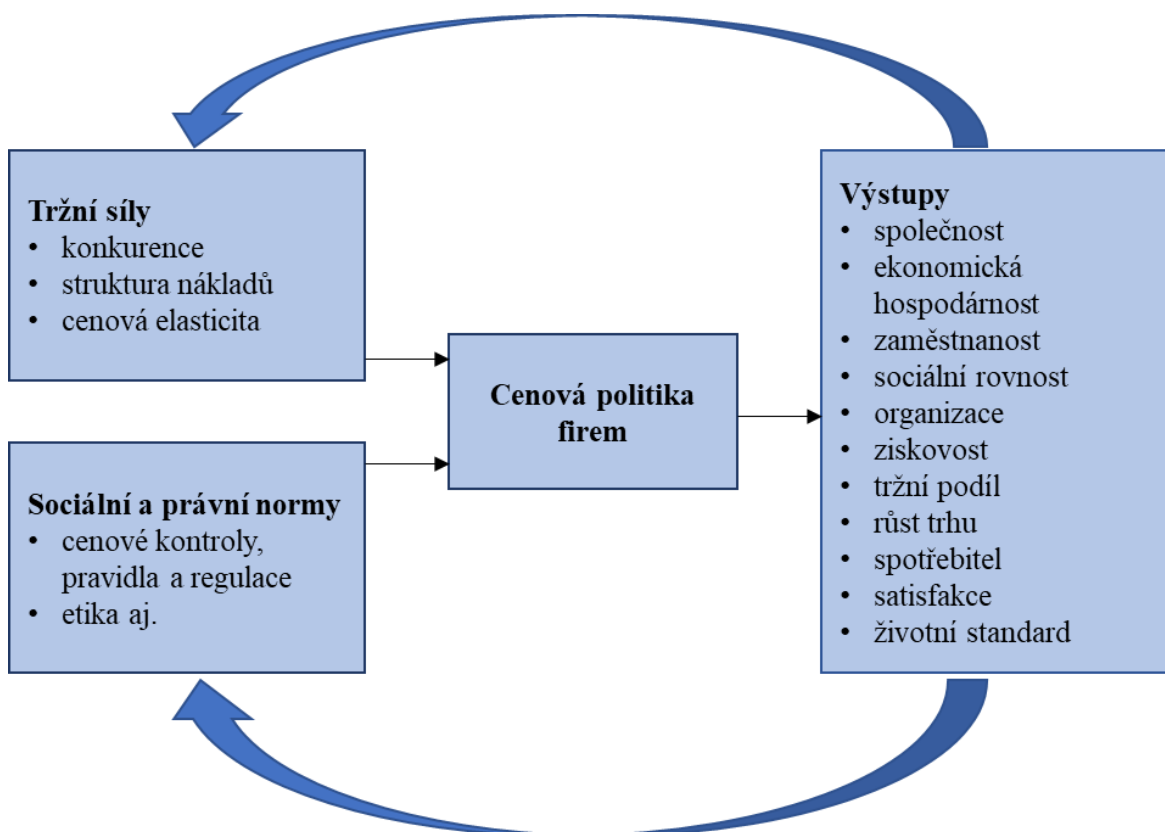 Tržní síly
• konkurence
• struktura nákladů
• cenová elasticita
Sociální a právní normy
• cenové kontroly,
pravidla a regulace
• etika aj.
Cenová politika
firem
Výstupy
• společnost
• ekonomická
hospodárnost
• zaměstnanost
• sociální rovnost
• organizace
• ziskovost
• tržní podíl
• růst trhu
• spotřebitel
• satisfakce
• životní standard